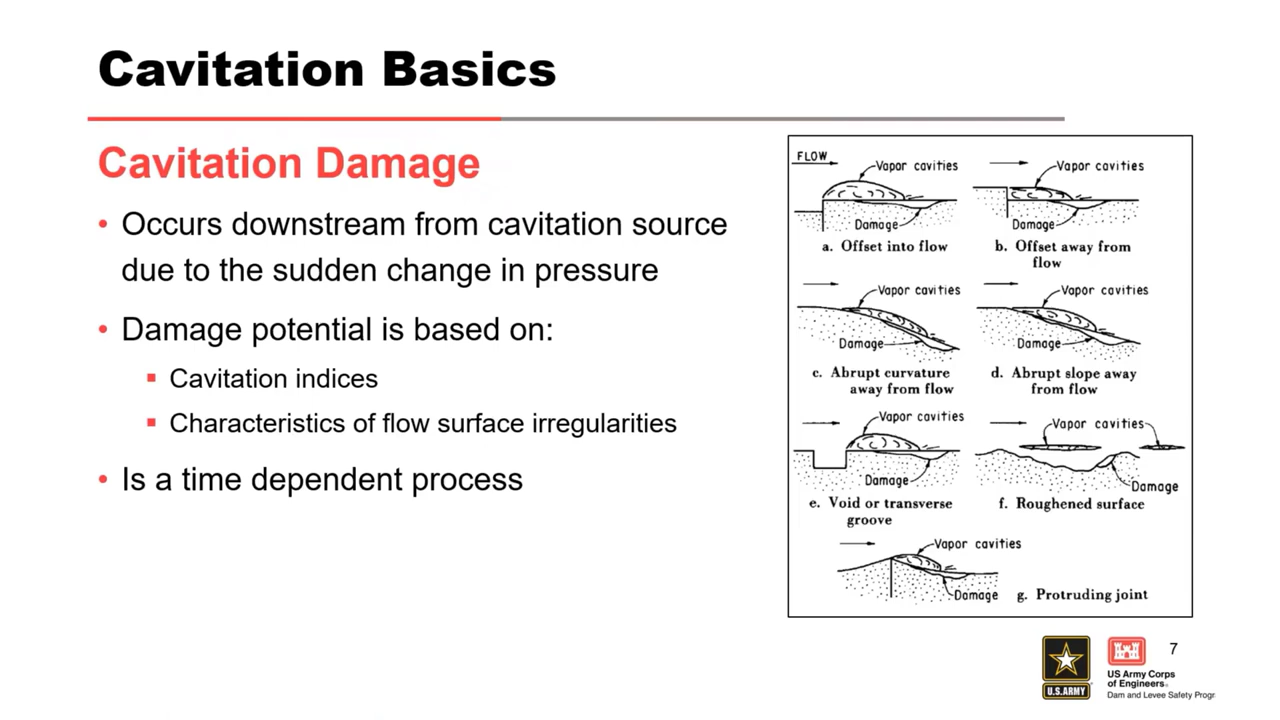 Cavitation Basics
Cavitation Damage
• Occurs downstream from cavitation source
due to the sudden change in pressure
• Damage potential is based on:
▪ Cavitation indices
▪ Characteristics of flow surface irregularities
• Is a time dependent process
FLOW
Vapor cavities
Damage
a. Offset into flow
Vapor cavities
Damage
b. Offset away from
flow
Vapor cavities
Damage
c. Abrupt curvature
away from flow
Vapor cavities
Damage
d. Abrupt slope away
from flow
Vapor cavities
Damage
e. Void or transverse
groove
Vapor cavities
Damage
f. Roughened surface
Vapor cavities
Damage
g. Protruding joint
7
U.S.ARMY
US Army Corps
of Engineers®
Dam and Levee Safety Progr